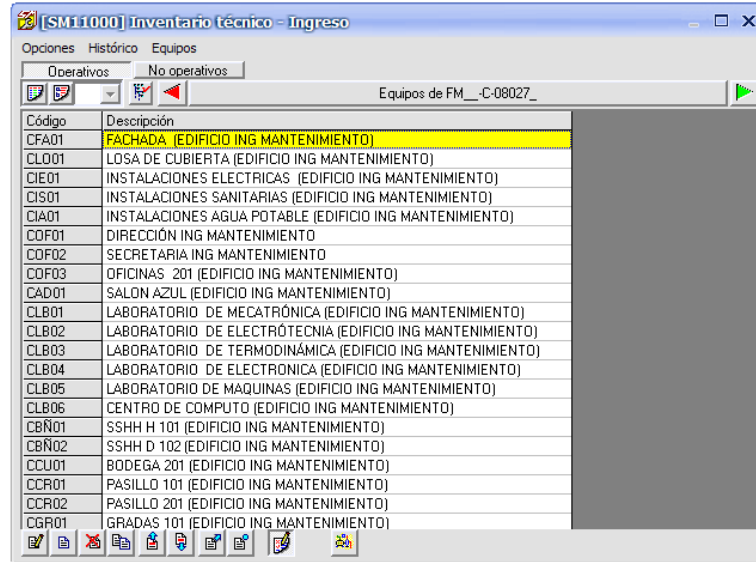 [SM11000] Inventario técnico - Ingreso
Opciones Histórico Equipos
Operativos No operativos
Equipos de FM__-C-08027_
Código Descripción
CFA01 FACHADA (EDIFICIO ING MANTENIMIENTO)
CLO01 LOSA DE CUBIERTA (EDIFICIO ING MANTENIMIENTO)
CIE01 INSTALACIONES ELECTRICAS (EDIFICIO ING MANTENIMIENTO)
CIS01 INSTALACIONES SANITARIAS (EDIFICIO ING MANTENIMIENTO)
CIA01 INSTALACIONES AGUA POTABLE (EDIFICIO ING MANTENIMIENTO)
COF01 DIRECCIÓN ING MANTENIMIENTO
COF02 SECRETARIA ING MANTENIMIENTO
COF03 OFICINAS 201 (EDIFICIO ING MANTENIMIENTO)
CAD01 SALON AZUL (EDIFICIO ING MANTENIMIENTO)
CLB01 LABORATORIO DE MECATRÓNICA (EDIFICIO ING MANTENIMIENTO)
CLB02 LABORATORIO DE ELECTRÓTECNIA (EDIFICIO ING MANTENIMIENTO)
CLB03 LABORATORIO DE TERMODINÁMICA (EDIFICIO ING MANTENIMIENTO)
CLB04 LABORATORIO DE ELECTRONICA (EDIFICIO ING MANTENIMIENTO)
CLB05 LABORATORIO DE MAQUINAS (EDIFICIO ING MANTENIMIENTO)
CLB06 CENTRO DE COMPUTO (EDIFICIO ING MANTENIMIENTO)
CBÑ01 SSHH H 101 (EDIFICIO ING MANTENIMIENTO)
CBÑ02 SSHH D 102 (EDIFICIO ING MANTENIMIENTO)
CCU01 BODEGA 201 (EDIFICIO ING MANTENIMIENTO)
CCR01 PASILLO 101 (EDIFICIO ING MANTENIMIENTO)
CCR02 PASILLO 201 (EDIFICIO ING MANTENIMIENTO)
CGR01 GRADAS 101 (EDIFICIO ING MANTENIMIENTO)